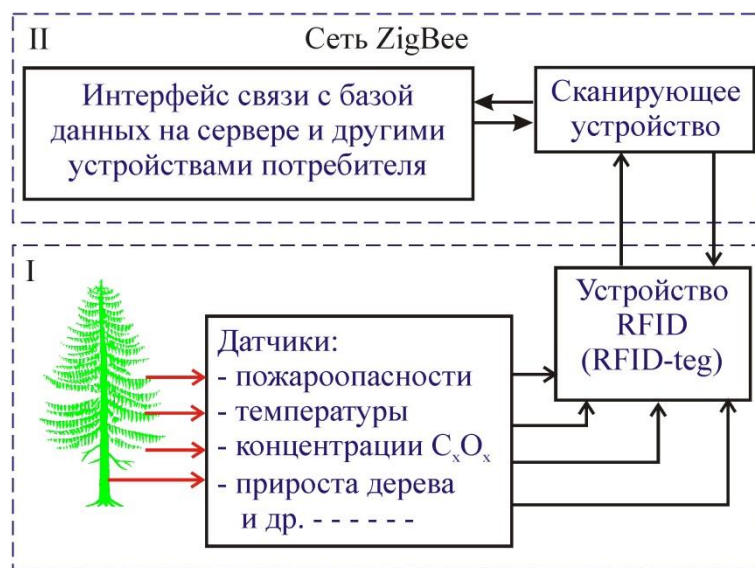 II
Сеть ZigBee
Интерфейс связи с базой
данных на сервере и другими
устройствами потребителя
Сканирующее
устройство
I
Датчики:
- пожароопасности
- температуры
- концентрации CxOx
- прироста дерева
и др. - - - - - -
Устройство
RFID
(RFID-teg)